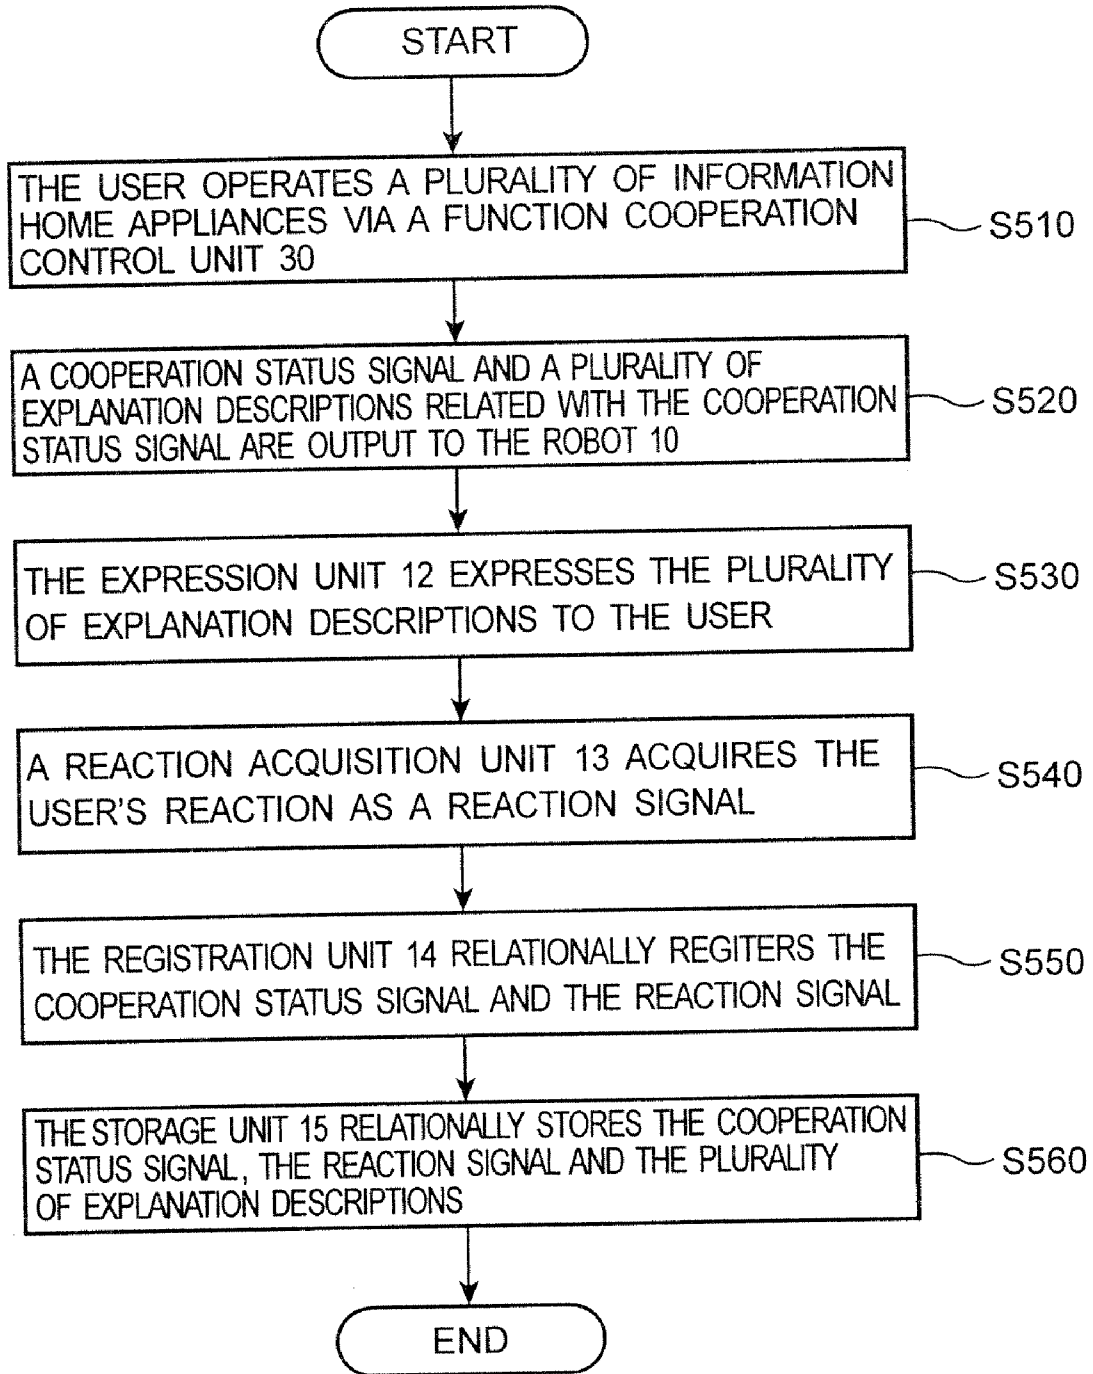 START
THE USER OPERATES A PLURALITY OF INFORMATION
HOME APPLIANCES VIA A FUNCTION COOPERATION
CONTROL UNIT 30
S510
A COOPERATION STATUS SIGNAL AND A PLURALITY OF
EXPLANATION DESCRIPTIONS RELATED WITH THE COOPERATION
STATUS SIGNAL ARE OUTPUT TO THE ROBOT 10
S520
THE EXPRESSION UNIT 12 EXPRESSES THE PLURALITY
OF EXPLANATION DESCRIPTIONS TO THE USER
S530
A REACTION ACQUISITION UNIT 13 ACQUIRES THE
USER'S REACTION AS A REACTION SIGNAL
S540
THE REGISTRATION UNIT 14 RELATIONALLY REGITERS THE
COOPERATION STATUS SIGNAL AND THE REACTION SIGNAL
S550
THE STORAGE UNIT 15 RELATIONALLY STORES THE COOPERATION
STATUS SIGNAL, THE REACTION SIGNAL AND THE PLURALITY
OF EXPLANATION DESCRIPTIONS
S560
END